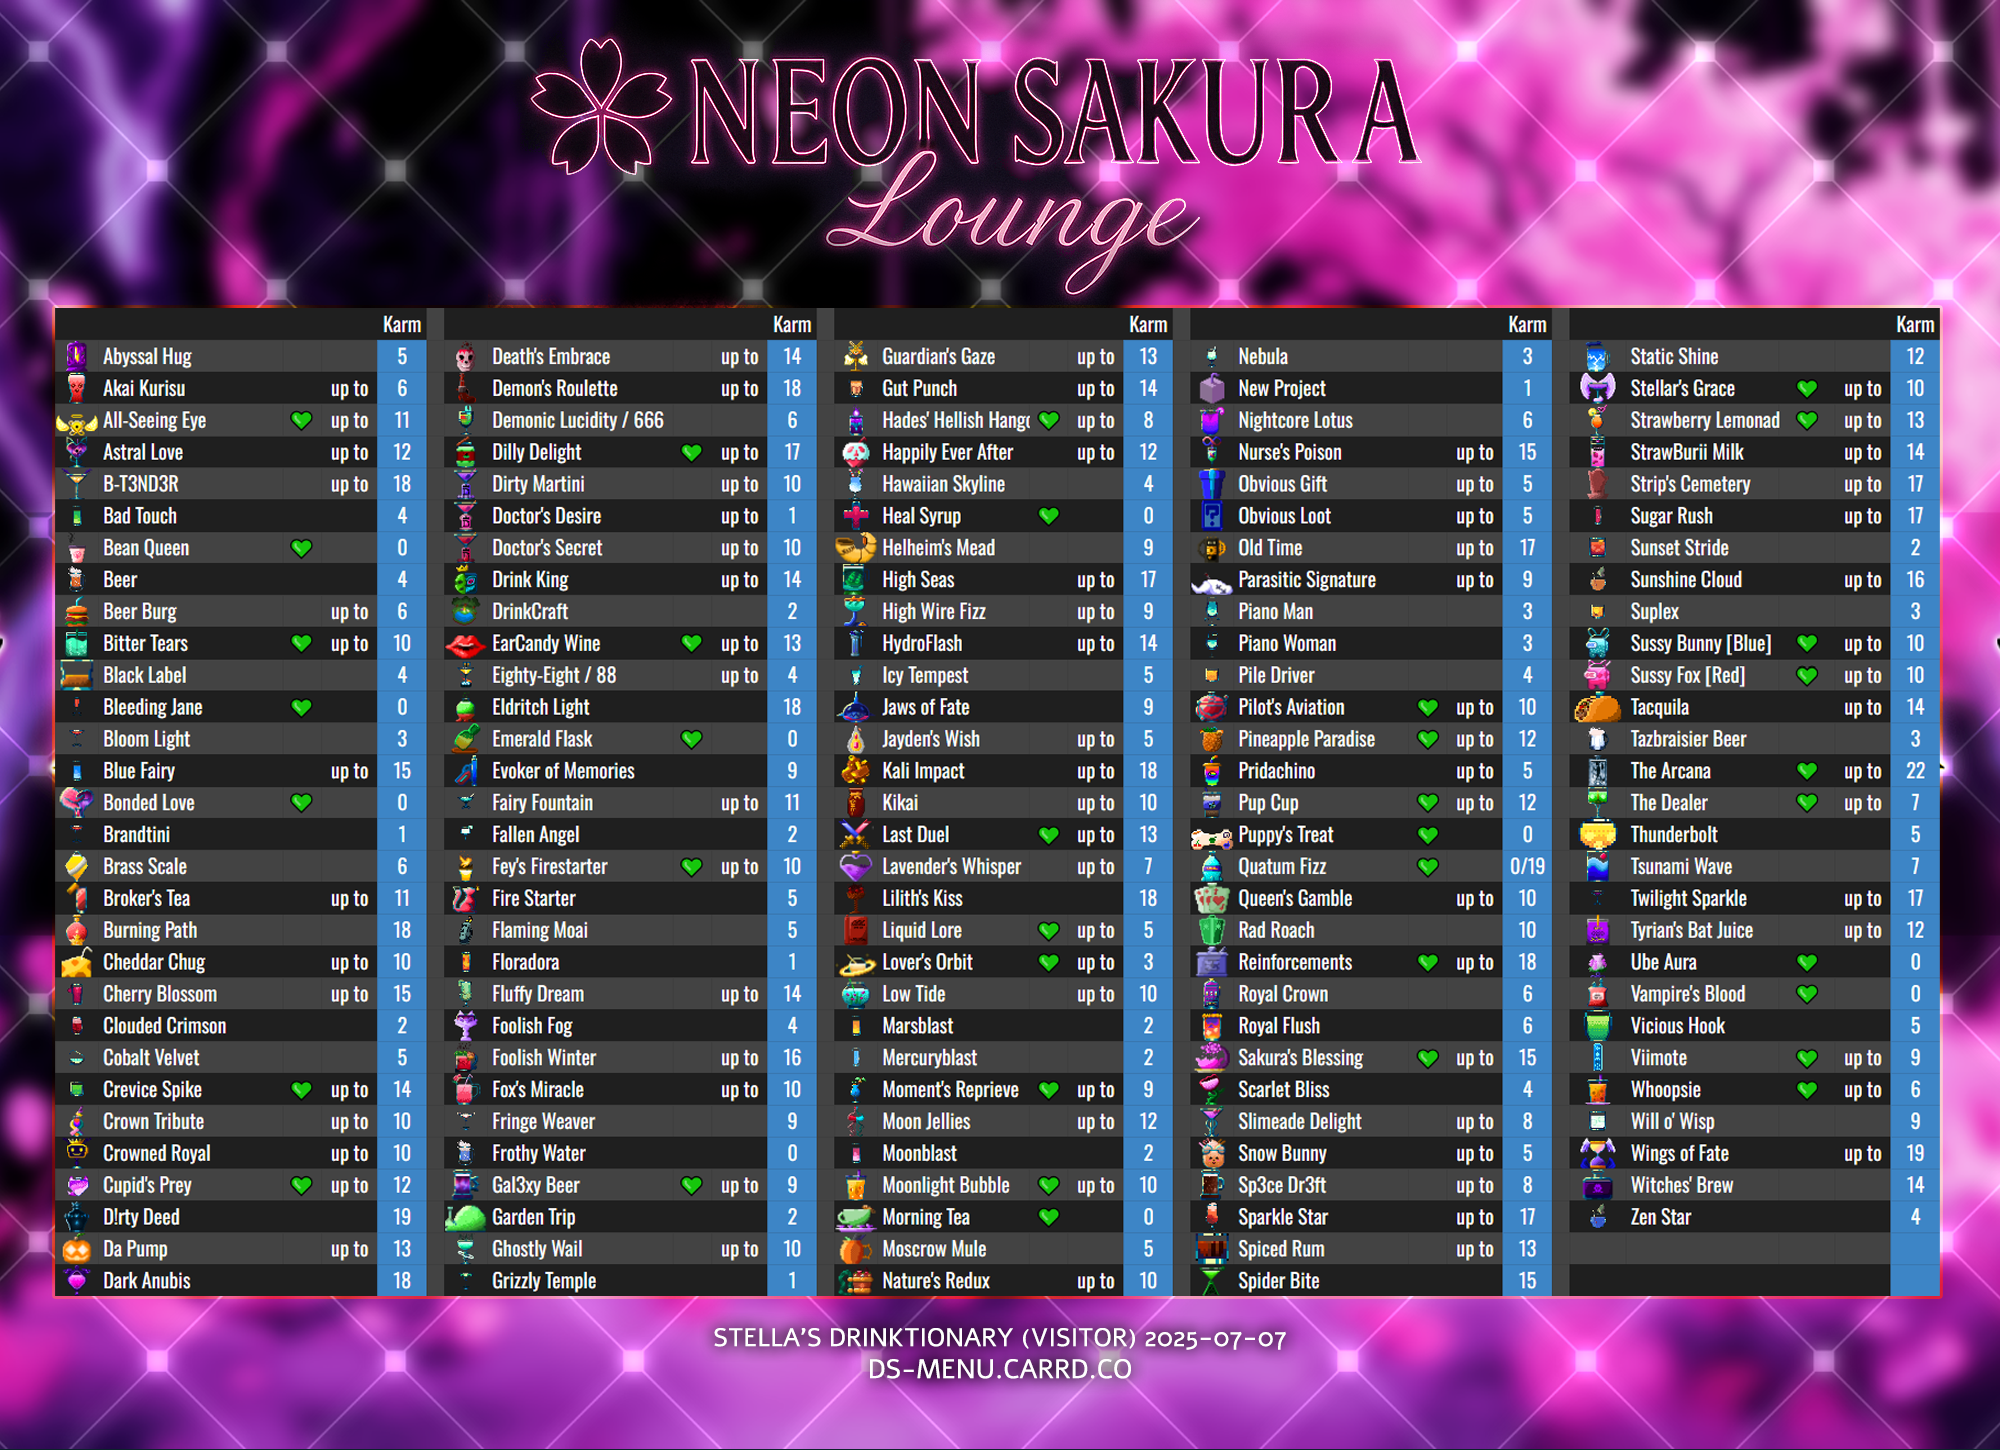 NEON SAKURA
Lounge
Karm
Abyssal Hug 5
Akai Kurisu up to 6
All-Seeing Eye up to 11
Astral Love up to 12
B-T3ND3R up to 18
Bad Touch 4
Bean Queen 0
Beer 4
Beer Burg up to 6
Bitter Tears up to 10
Black Label 4
Bleeding Jane 0
Bloom Light 3
Blue Fairy up to 15
Bonded Love 0
Brandtini 1
Brass Scale 6
Broker's Tea up to 11
Burning Path 18
Cheddar Chug up to 10
Cherry Blossom up to 15
Clouded Crimson 2
Cobalt Velvet 5
Crevice Spike up to 14
Crown Tribute up to 10
Crowned Royal up to 10
Cupid's Prey up to 12
D!rty Deed 19
Da Pump up to 13
Dark Anubis 18
Karm
Death's Embrace up to 14
Demon's Roulette up to 18
Demonic Lucidity / 666 6
Dilly Delight up to 17
Dirty Martini up to 10
Doctor's Desire up to 1
Doctor's Secret up to 10
Drink King up to 14
DrinkCraft 2
EarCandy Wine up to 13
Eighty-Eight / 88 up to 4
Eldritch Light 18
Emerald Flask 0
Evoker of Memories 9
Fairy Fountain up to 11
Fallen Angel 2
Fey's Firestarter up to 10
Fire Starter 5
Flaming Moai 5
Floradora 1
Fluffy Dream up to 14
Foolish Fog 4
Foolish Winter up to 16
Fox's Miracle up to 10
Fringe Weaver 9
Frothy Water 0
Gal3xy Beer up to 9
Garden Trip 2
Ghostly Wail up to 10
Grizzly Temple 1
Karm
Guardian's Gaze up to 13
Gut Punch up to 14
Hades' Hellish Hango up to 8
Happily Ever After up to 12
Hawaiian Skyline 4
Heal Syrup 0
Helheim's Mead 9
High Seas up to 17
High Wire Fizz up to 9
HydroFlash up to 14
Icy Tempest 5
Jaws of Fate 9
Jayden's Wish up to 5
Kali Impact up to 18
Kikai up to 10
Last Duel up to 13
Lavender's Whisper up to 7
Lilith's Kiss 18
Liquid Lore up to 5
Lover's Orbit up to 3
Low Tide up to 10
Marsblast 2
Mercuryblast 2
Moment's Reprieve up to 9
Moon Jellies up to 12
Moonblast 2
Moonlight Bubble up to 10
Morning Tea 0
Moscrow Mule 5
Nature's Redux up to 10
Karm
Nebula 3
New Project 1
Nightcore Lotus 6
Nurse's Poison up to 15
Obvious Gift up to 5
Obvious Loot up to 5
Old Time up to 17
Parasitic Signature up to 9
Piano Man 3
Piano Woman 3
Pile Driver 4
Pilot's Aviation up to 10
Pineapple Paradise up to 12
Pridachino up to 5
Pup Cup up to 12
Puppy's Treat 0
Quatum Fizz 0/19
Queen's Gamble up to 10
Rad Roach 10
Reinforcements up to 18
Royal Crown 6
Royal Flush 6
Sakura's Blessing up to 15
Scarlet Bliss 4
Slimeade Delight up to 8
Snow Bunny up to 5
Sp3ce Dr3ft up to 8
Sparkle Star up to 17
Spiced Rum up to 13
Spider Bite 15
Karm
Static Shine 12
Stellar's Grace up to 10
Strawberry Lemonad up to 13
StrawBurii Milk up to 14
Strip's Cemetery up to 17
Sugar Rush up to 17
Sunset Stride 2
Sunshine Cloud up to 16
Suplex 3
Sussy Bunny [Blue] up to 10
Sussy Fox [Red] up to 10
Tacquila up to 14
Tazbraisier Beer 3
The Arcana up to 22
The Dealer up to 7
Thunderbolt 5
Tsunami Wave 7
Twilight Sparkle up to 17
Tyrian's Bat Juice up to 12
Ube Aura 0
Vampire's Blood 0
Vicious Hook 5
Viimote up to 9
Whoopsie up to 6
Will o' Wisp 9
Wings of Fate up to 19
Witches' Brew 14
Zen Star 4
STELLA'S DRINKTIONARY (VISITOR) 2025-07-07
DS-MENU.CARRD.CO